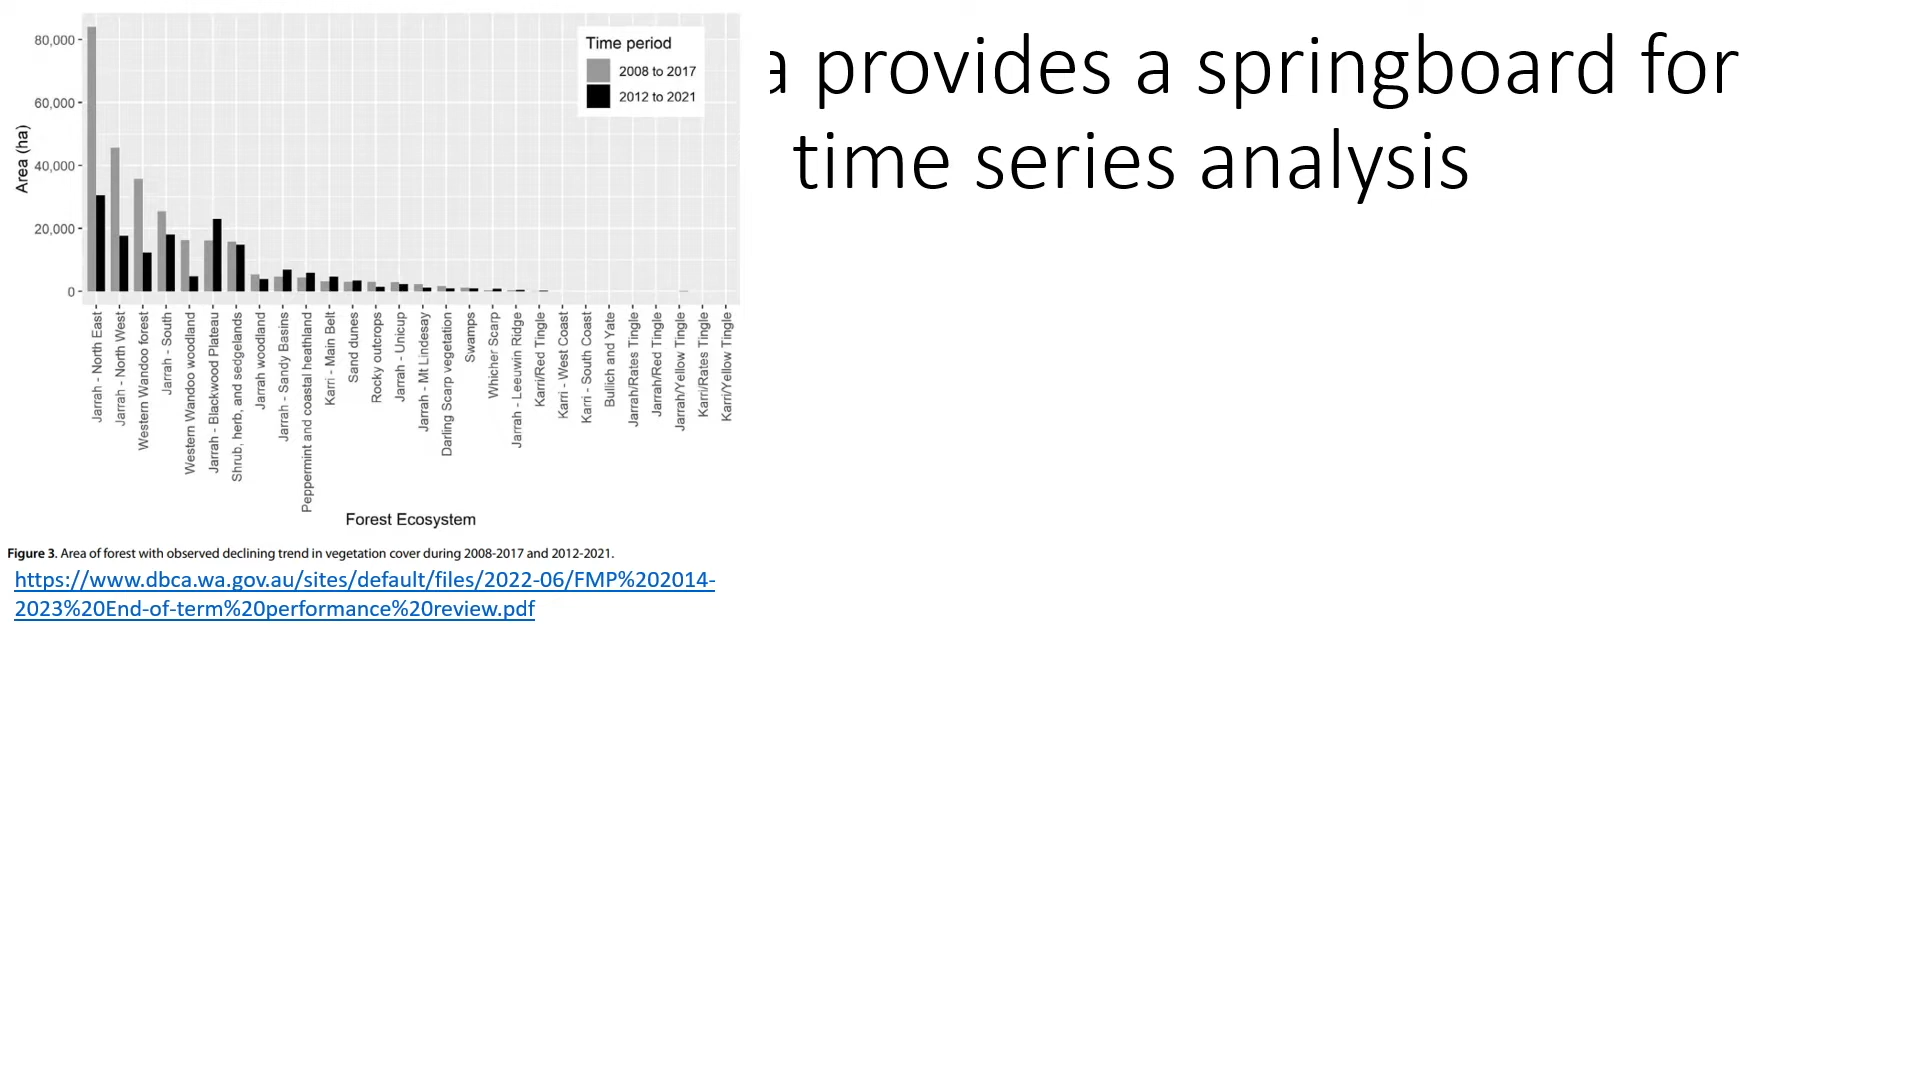 a provides a springboard for
time series analysis
80,000
60,000
40,000
20,000
0
Area (ha)
Time period
2008 to 2017
2012 to 2021
Jarrah - North East
Jarrah - North West
Western Wandoo forest
Jarrah - South
Western Wandoo woodland
Jarrah - Blackwood Plateau
Shrub, herb, and sedgelands
Jarrah woodland
Jarrah - Sandy Basins
Peppermint and coastal heathland
Karri - Main Belt
Sand dunes
Rocky outcrops
Jarrah - Unicup
Jarrah - Mt Lindesay
Darling Scarp vegetation
Swamps
Whicher Scarp
Jarrah - Leeuwin Ridge
Karri/Red Tingle
Karri - West Coast
Karri - South Coast
Bullich and Yate
Jarrah/Rates Tingle
Jarrah/Red Tingle
Jarrah/Yellow Tingle
Karri/Rates Tingle
Karri/Yellow Tingle
Forest Ecosystem
Figure 3. Area of forest with observed declining trend in vegetation cover during 2008-2017 and 2012-2021.
https://www.dbca.wa.gov.au/sites/default/files/2022-06/FMP%202014-
2023%20End-of-term%20performance%20review.pdf